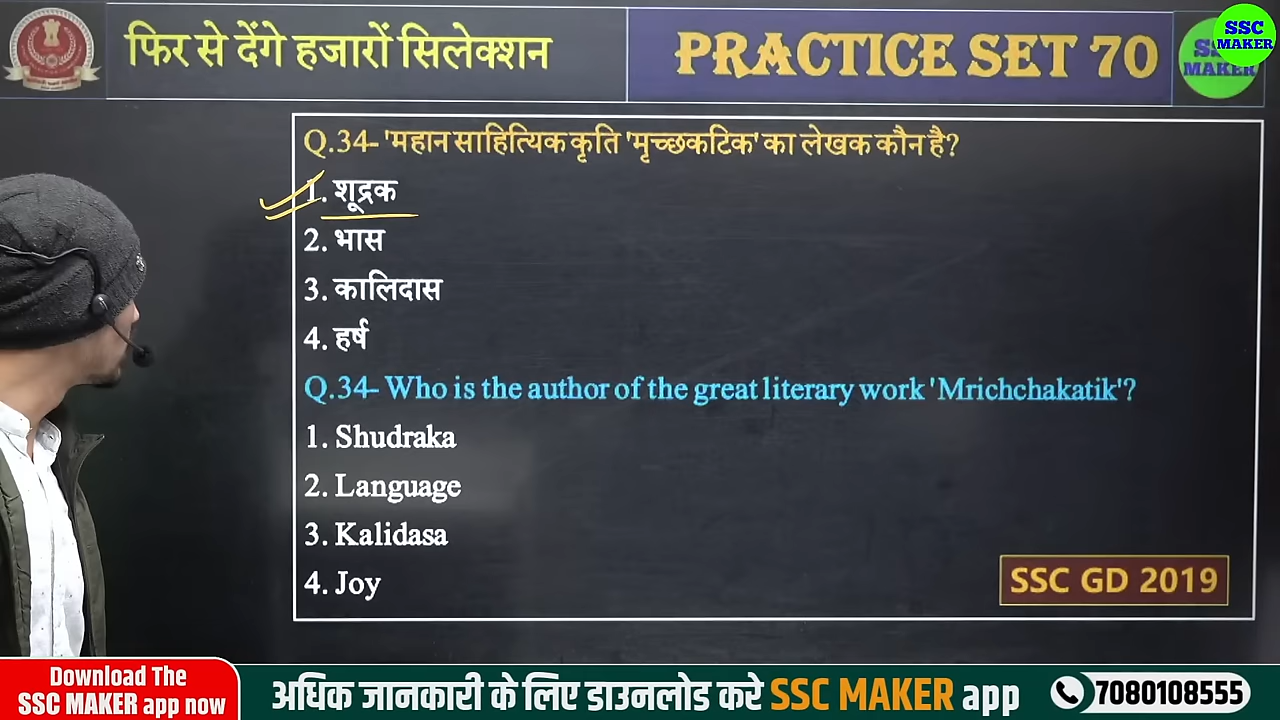 फिर से देंगे हजारों सिलेक्शन
PRACTICE SET 70
SSC
MAKER
MAKER
Q.34- 'महान साहित्यिक कृति 'मृच्छकटिक' का लेखक कौन है?
1. शूद्रक
2. भास
3. कालिदास
4. हर्ष
Q.34- Who is the author of the great literary work 'Mrichchakatik'?
1. Shudraka
2. Language
3. Kalidasa
4. Joy
SSC GD 2019
Download The
SSC MAKER app now
अधिक जानकारी के लिए डाउनलोड करे SSC MAKER app
7080108555